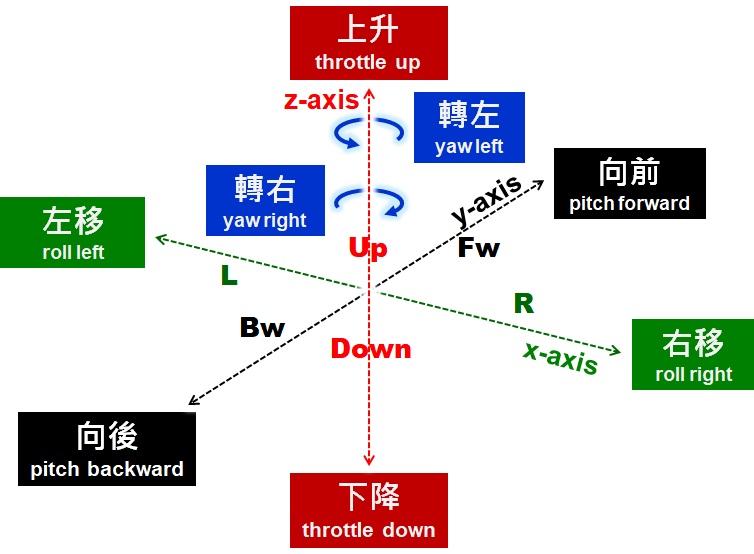 上升
throttle up
z-axis
轉左
yaw left
轉右
yaw right
向前
pitch forward
y-axis
左移
roll left
Up
Fw
L
R
Bw
Down
x-axis
右移
roll right
向後
pitch backward
下降
throttle down